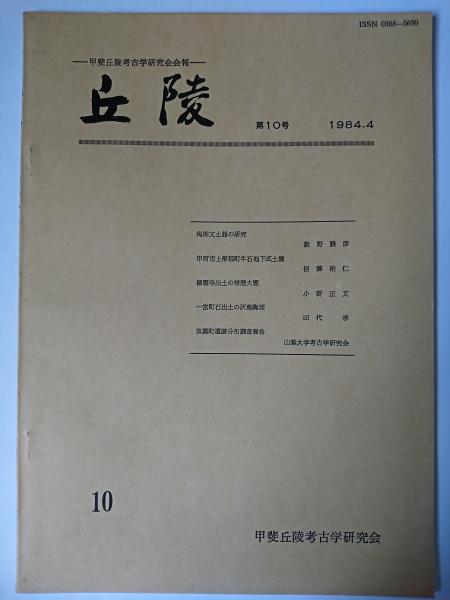 ISSN 0388-5690
—甲斐丘陵考古学研究会会報—
丘陵
第10号 1984.4
角押文土器の研究
数野雅彦
甲府市上帯那町牛石地下式土壙
信藤祐仁
棲雲寺出土の常滑大甕
小野正文
一宮町石出土の灰釉陶器
田代孝
双葉町遺跡分布調査報告
山梨大学考古学研究会
10
甲斐丘陵考古学研究会